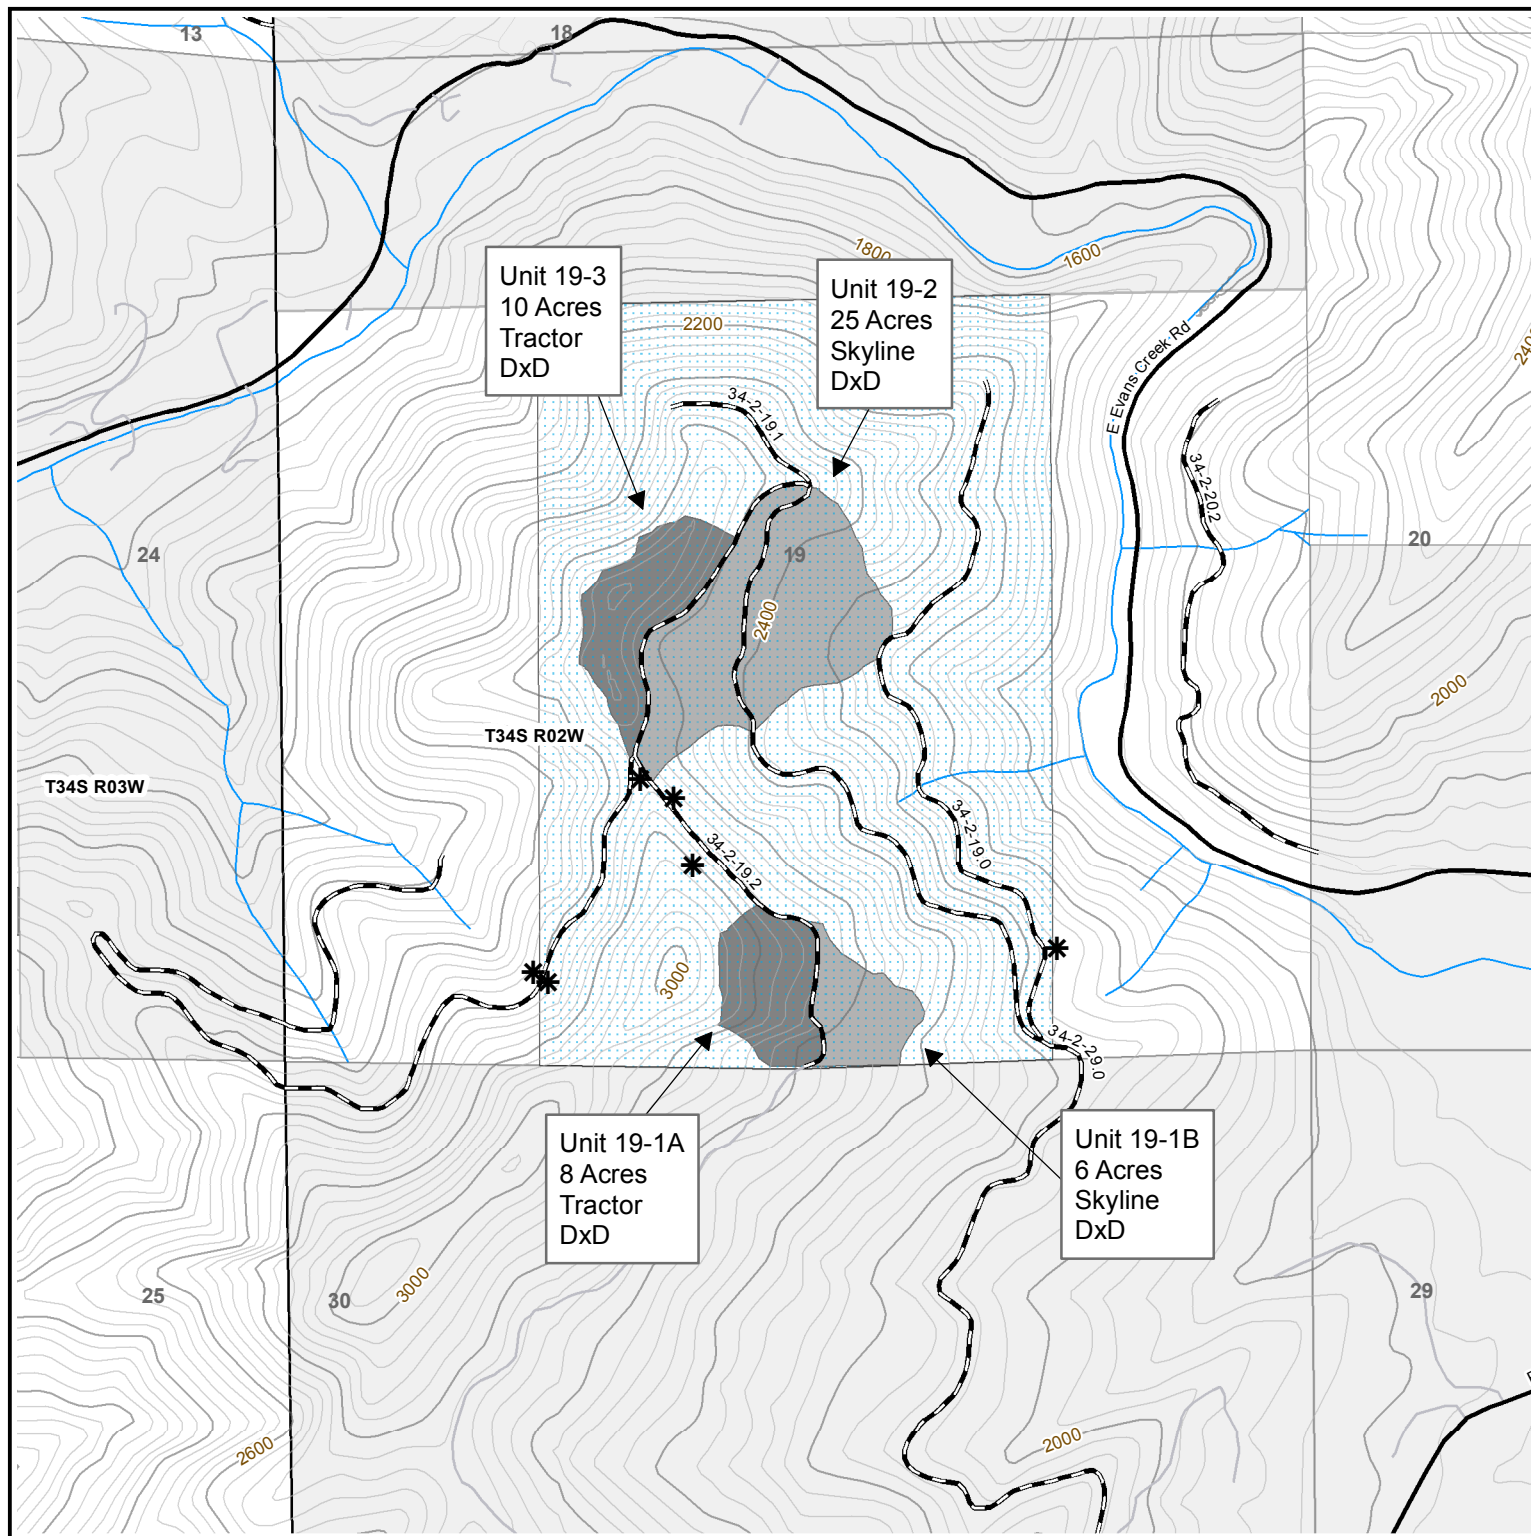 13
18
1800
1600
Unit 19-3
10 Acres
Tractor
DxD
Unit 19-2
25 Acres
Skyline
DxD
2200
E Evans Creek Rd
34-2-19.1
34-2-20.2
24
19
20
2400
2000
T34S R02W
T34S R03W
34-2-19.0
34-2-19.2
3000
34-2-29.0
Unit 19-1A
8 Acres
Tractor
DxD
Unit 19-1B
6 Acres
Skyline
DxD
25
30
3000
29
2600
2000